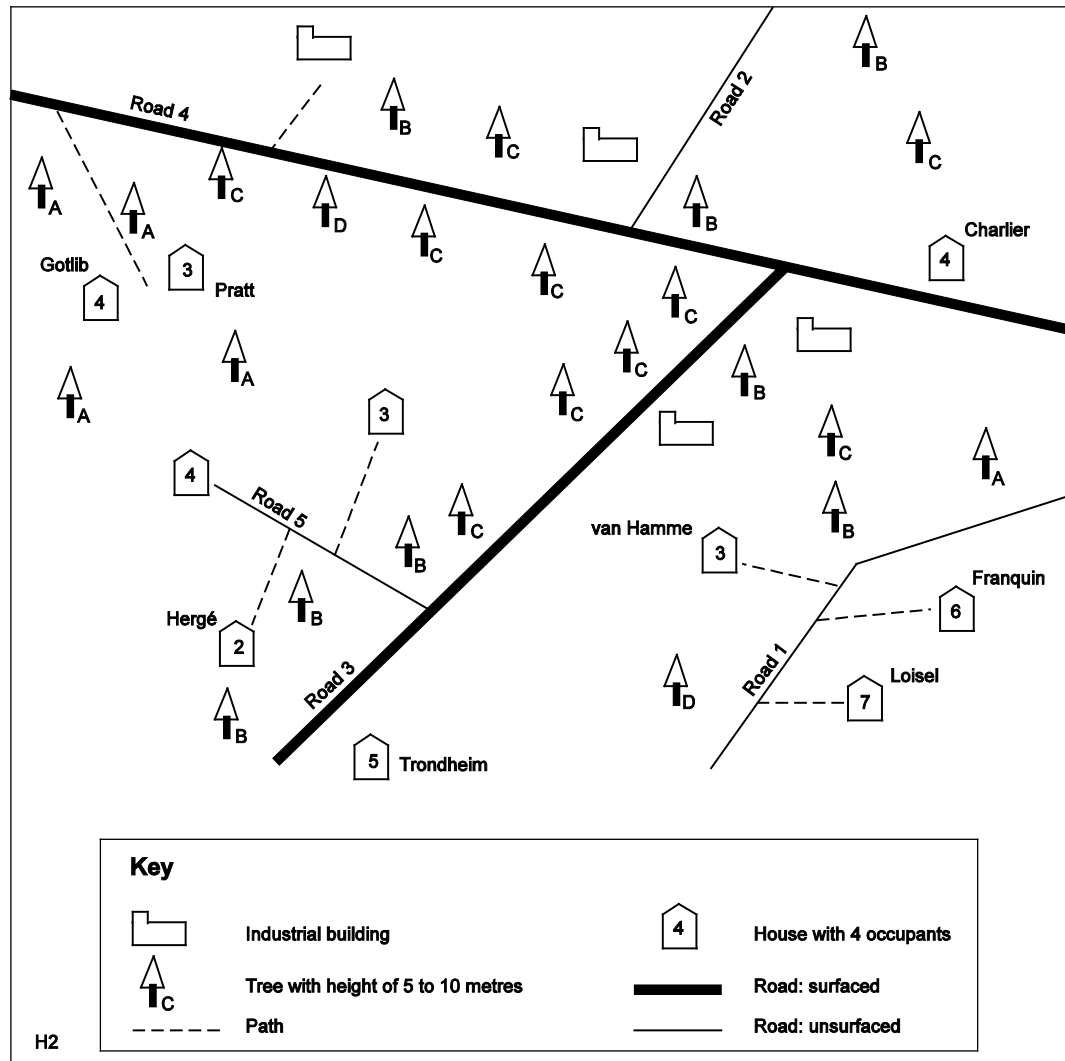 B
Road 2
Road 4
B
C
C
B
A
A
C
D
C
B
Charlier
4
Gotlib
4
3
Pratt
C
C
C
B
A
A
C
3
C
A
4
Road 5
C
B
B
van Hamme
3
Franquin
6
B
Hergé
2
Road 3
Road 1
Loisel
7
D
B
5
Trondheim
Key
Industrial building
4
House with 4 occupants
C
Tree with height of 5 to 10 metres
Road: surfaced
Path
Road: unsurfaced
H2